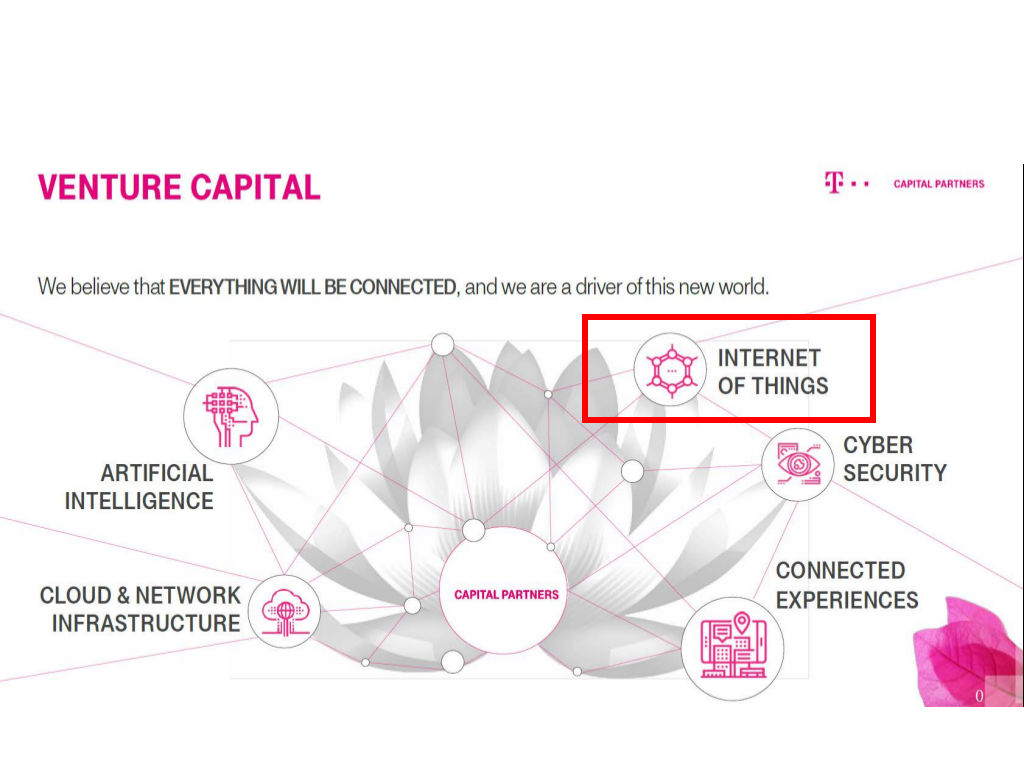 VENTURE CAPITAL
T
CAPITAL PARTNERS
We believe that EVERYTHING WILL BE CONNECTED, and we are a driver of this new world.
INTERNET
OF THINGS
CYBER
SECURITY
ARTIFICIAL
INTELLIGENCE
CONNECTED
EXPERIENCES
CLOUD & NETWORK
INFRASTRUCTURE
CAPITAL PARTNERS
0